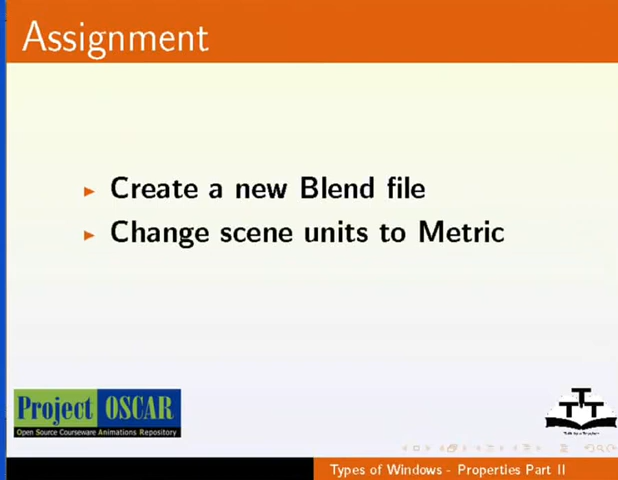 Assignment
Create a new Blend file
Change scene units to Metric
Project OSCAR
Open Source Courseware Animations Repository
TTT
Types of Windows - Properties Part II